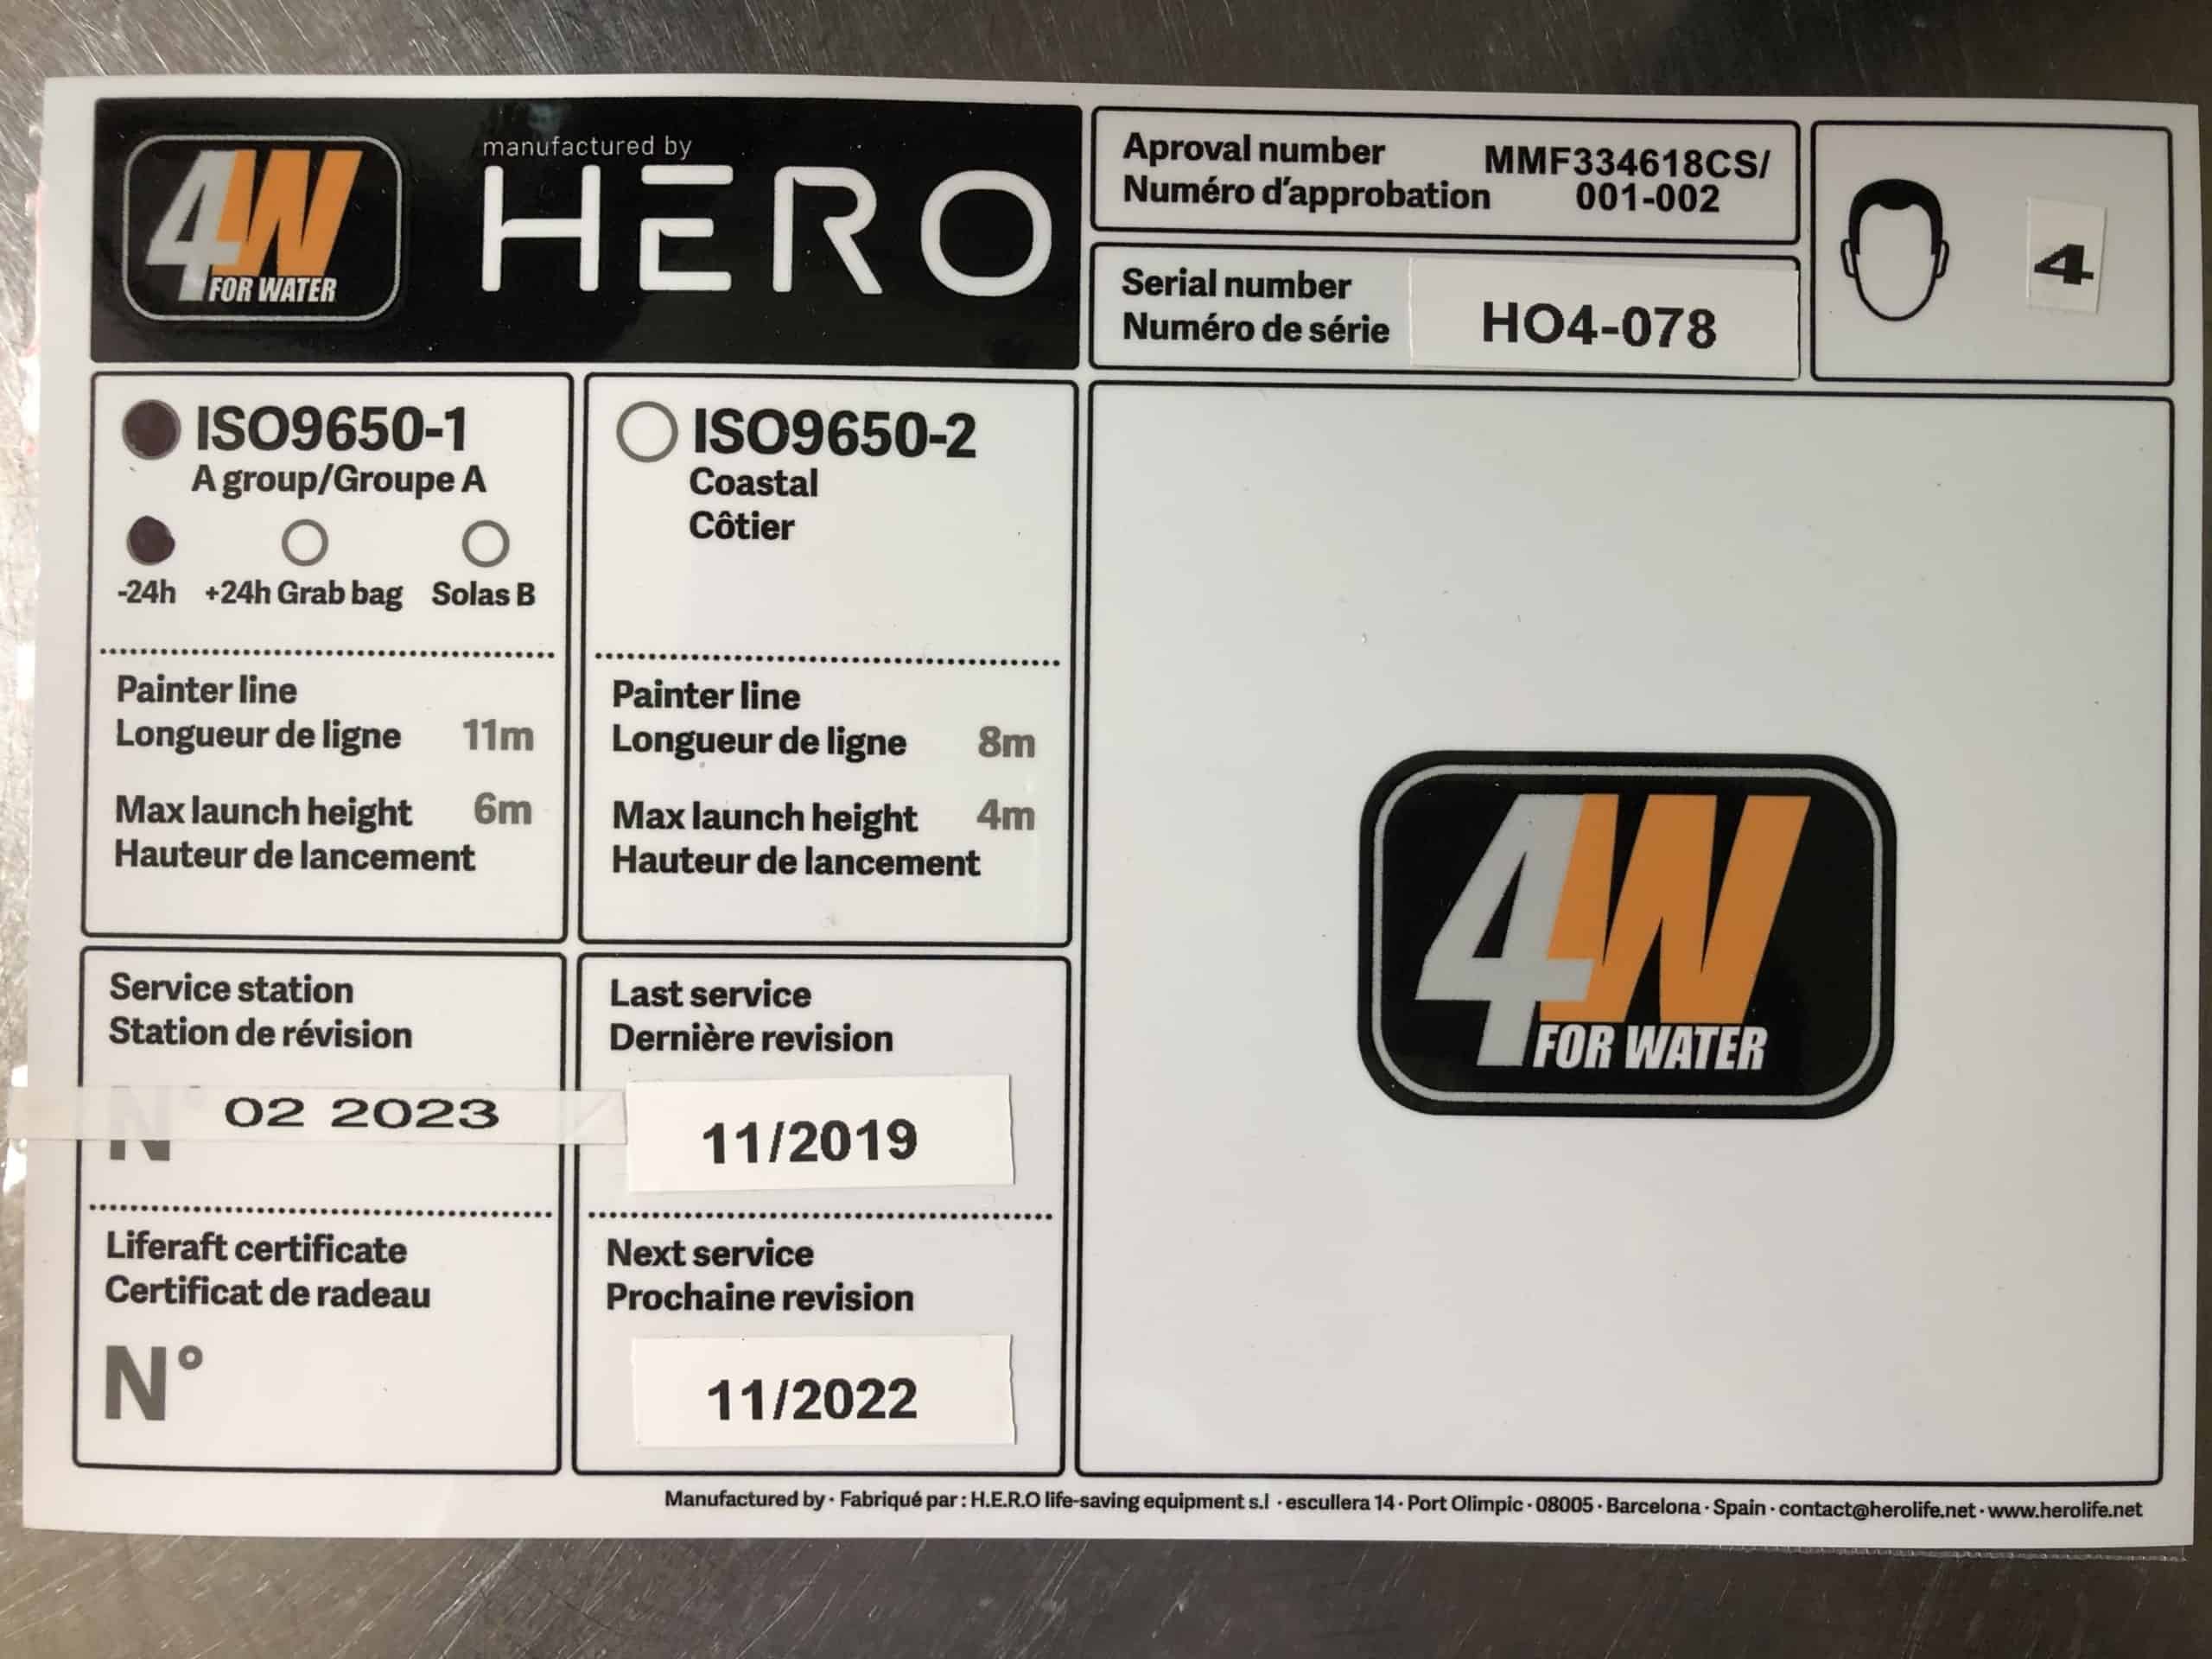 4W
FOR WATER
manufactured by
HERO
Aproval number
Numéro d'approbation
MMF334618CS/
001-002
Serial number
Numéro de série
HO4-078
4
ISO9650-1
A group/Groupe A
-24h +24h Grab bag Solas B
Painter line
Longueur de ligne 11m
Max launch height 6m
Hauteur de lancement
ISO9650-2
Coastal
Côtier
Painter line
Longueur de ligne 8m
Max launch height 4m
Hauteur de lancement
4W
FOR WATER
Service station
Station de révision
N° 02 2023
Last service
Dernière revision
11/2019
Liferaft certificate
Certificat de radeau
N°
Next service
Prochaine revision
11/2022
Manufactured by · Fabriqué par : H.E.R.O life-saving equipment s.l · escullera 14 · Port Olimpic · 08005 · Barcelona · Spain · contact@herolife.net · www.herolife.net